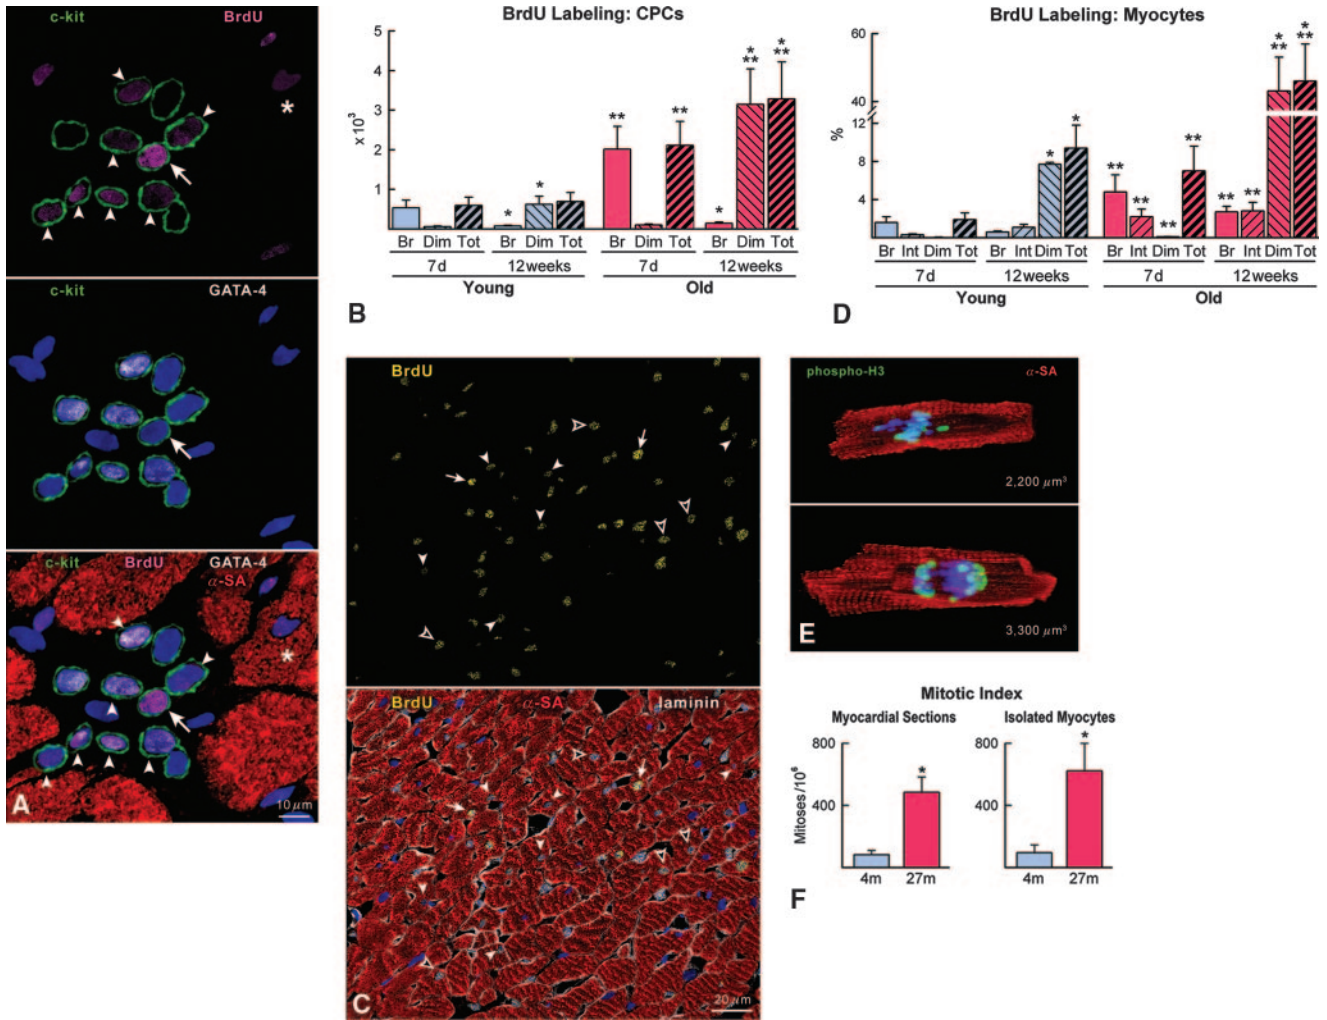 c-kit BrdU
*
c-kit GATA-4
c-kit BrdU GATA-4
α-SA
*
A
10 μm
BrdU Labeling: CPCs
x 10³
5
4
3
2
1
*
**
** *
** **
* **
*
Br Dim Tot Br Dim Tot Br Dim Tot Br Dim Tot
7d 12weeks 7d 12weeks
Young Old
B
BrdU Labeling: Myocytes
%
60
40
12
8
4
* *
** **
* *
** ** ** **
** **
Br Int Dim Tot Br Int Dim Tot Br Int Dim Tot Br Int Dim Tot
7d 12weeks 7d 12weeks
Young Old
D
BrdU
BrdU α-SA laminin
C
20 μm
phospho-H3 α-SA
2,200 μm³
E
3,300 μm³
Mitotic Index
Myocardial Sections Isolated Myocytes
Mitoses/10⁶
800 800
400 400
* *
4m 27m 4m 27m
F